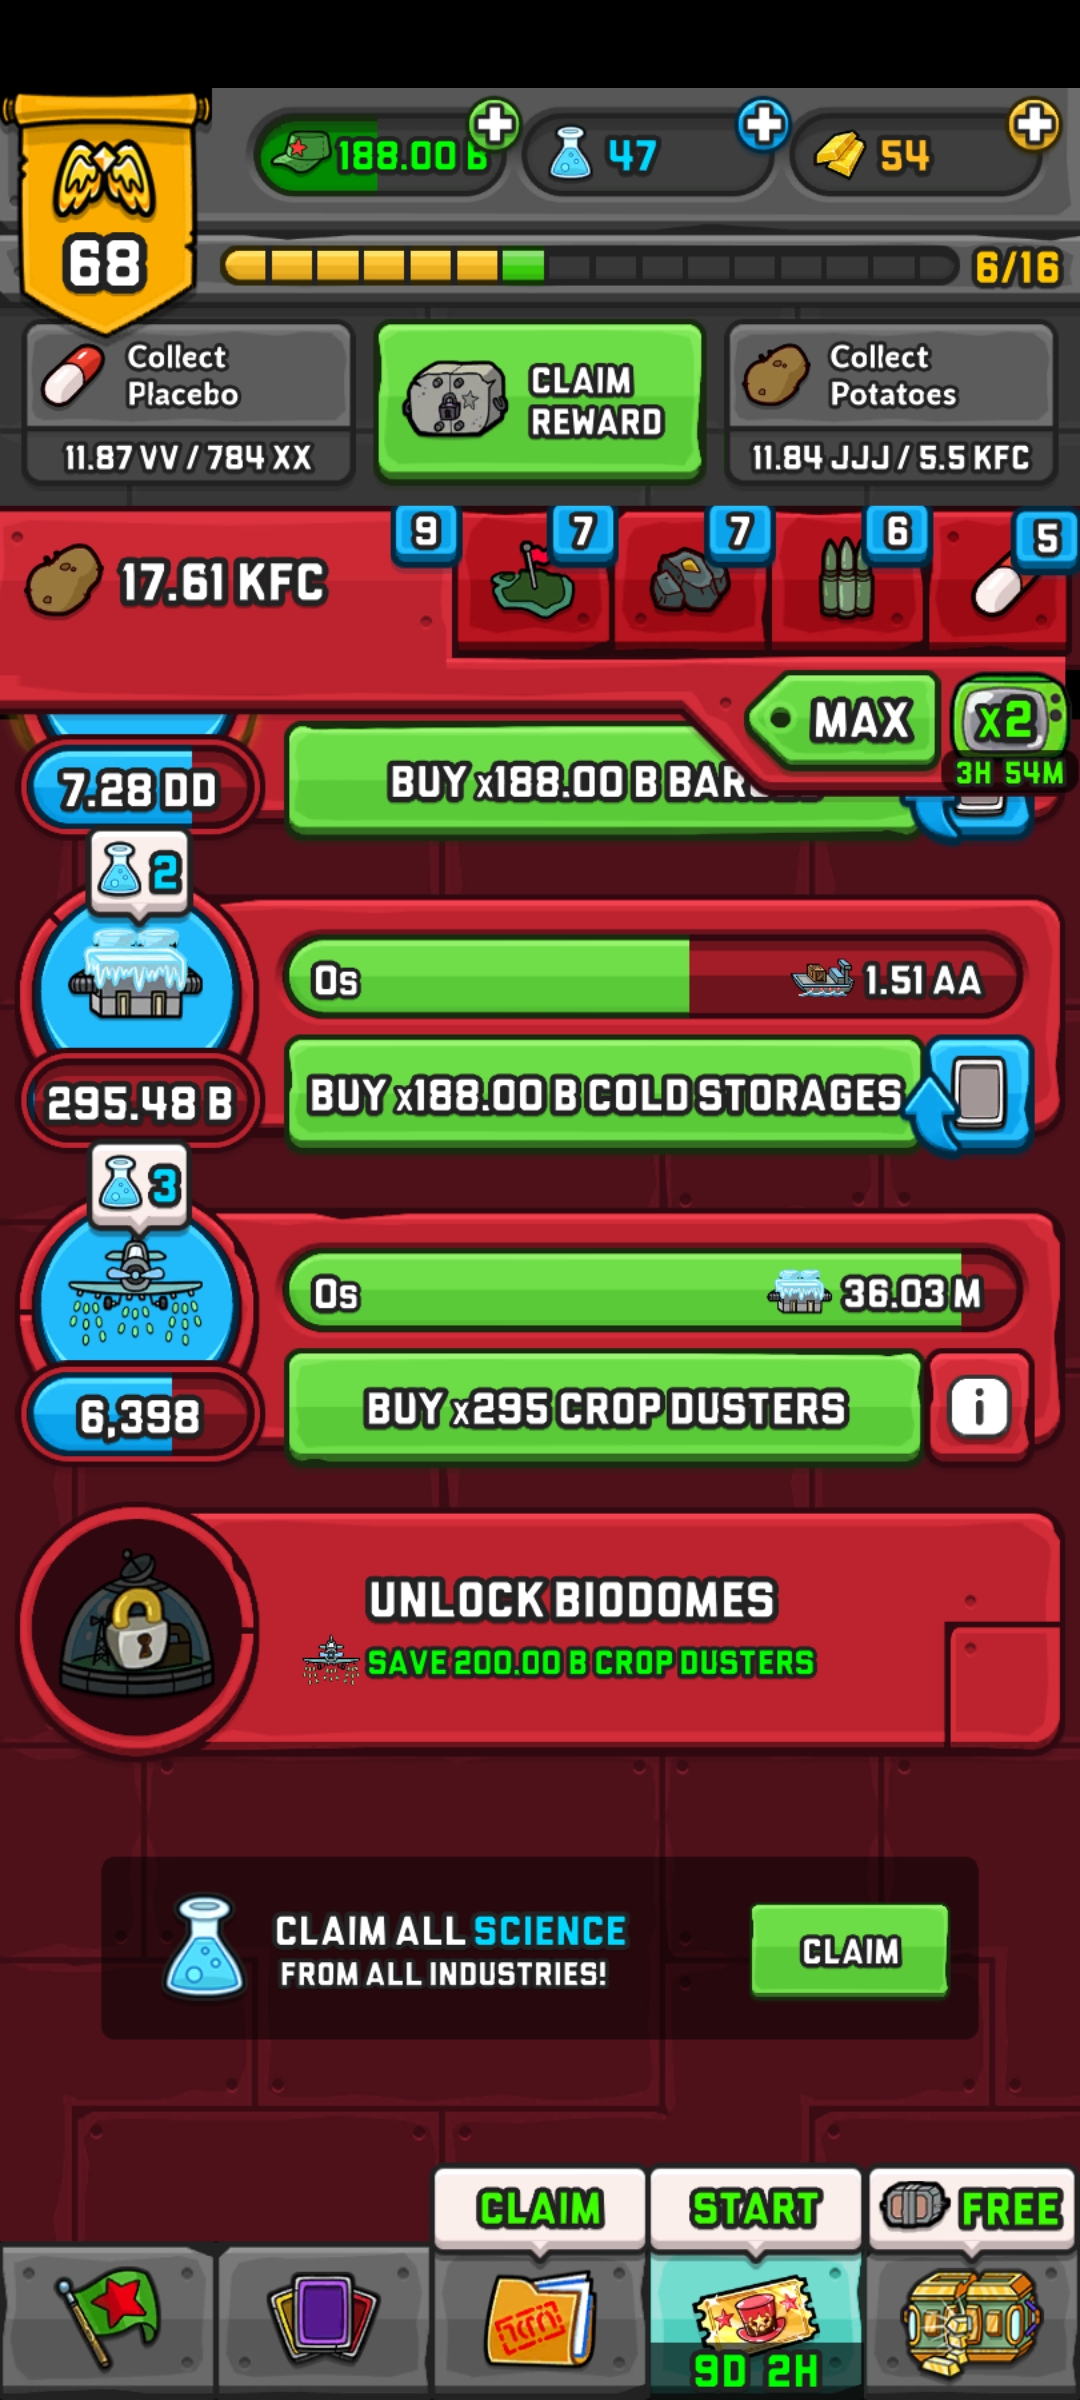 188.00 B
47
54
68
6/16
Collect
Placebo
11.87 VV / 784 XX
CLAIM
REWARD
Collect
Potatoes
11.84 JJJ / 5.5 KFC
17.61 KFC
9
7
7
6
5
MAX
x2
3H 54M
7.28 DD
BUY x188.00 B
2
0s
1.51 AA
295.48 B
BUY x188.00 B COLD STORAGES
3
0s
36.03 M
6,398
BUY x295 CROP DUSTERS
i
UNLOCK BIODOMES
SAVE 200.00 B CROP DUSTERS
CLAIM ALL SCIENCE
FROM ALL INDUSTRIES!
CLAIM
CLAIM
START
FREE
9D 2H